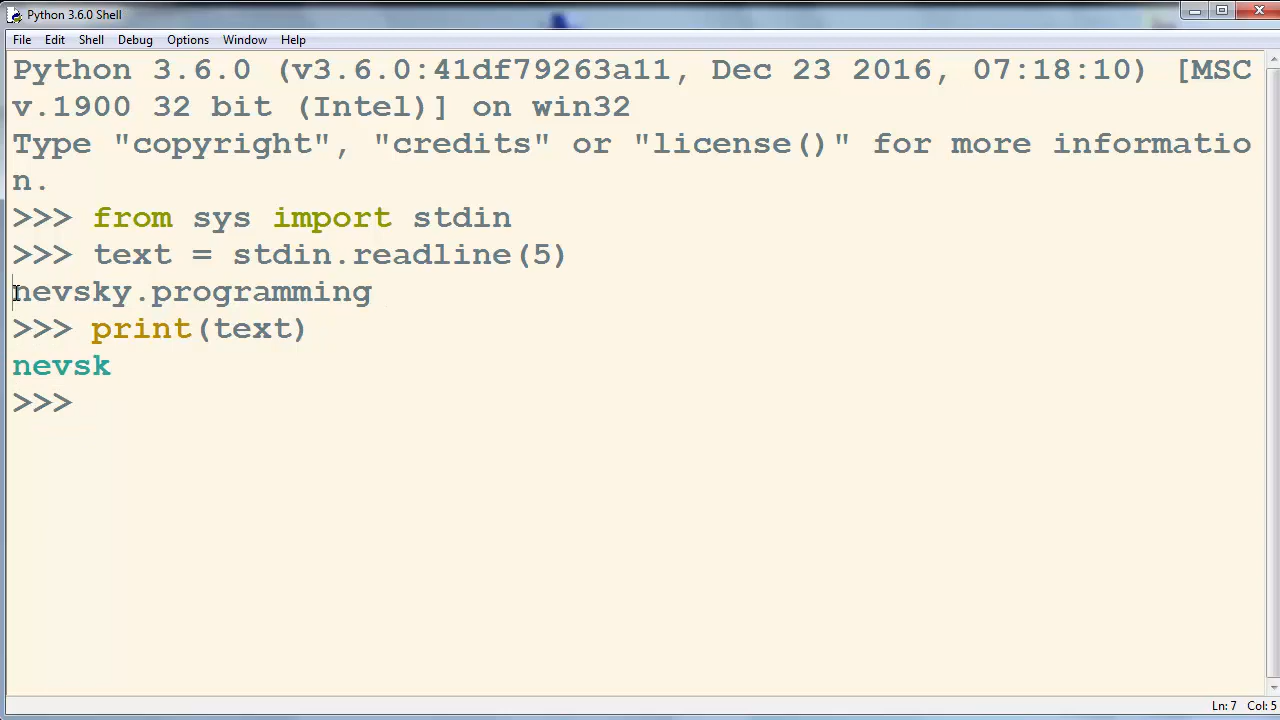 Python 3.6.0 Shell
File Edit Shell Debug Options Window Help
Python 3.6.0 (v3.6.0:41df79263a11, Dec 23 2016, 07:18:10) [MSC
v.1900 32 bit (Intel)] on win32
Type "copyright", "credits" or "license()" for more informatio
n.
>>> from sys import stdin
>>> text = stdin.readline(5)
nevsky.programming
>>> print(text)
nevsk
>>>
Ln: 7 Col: 5